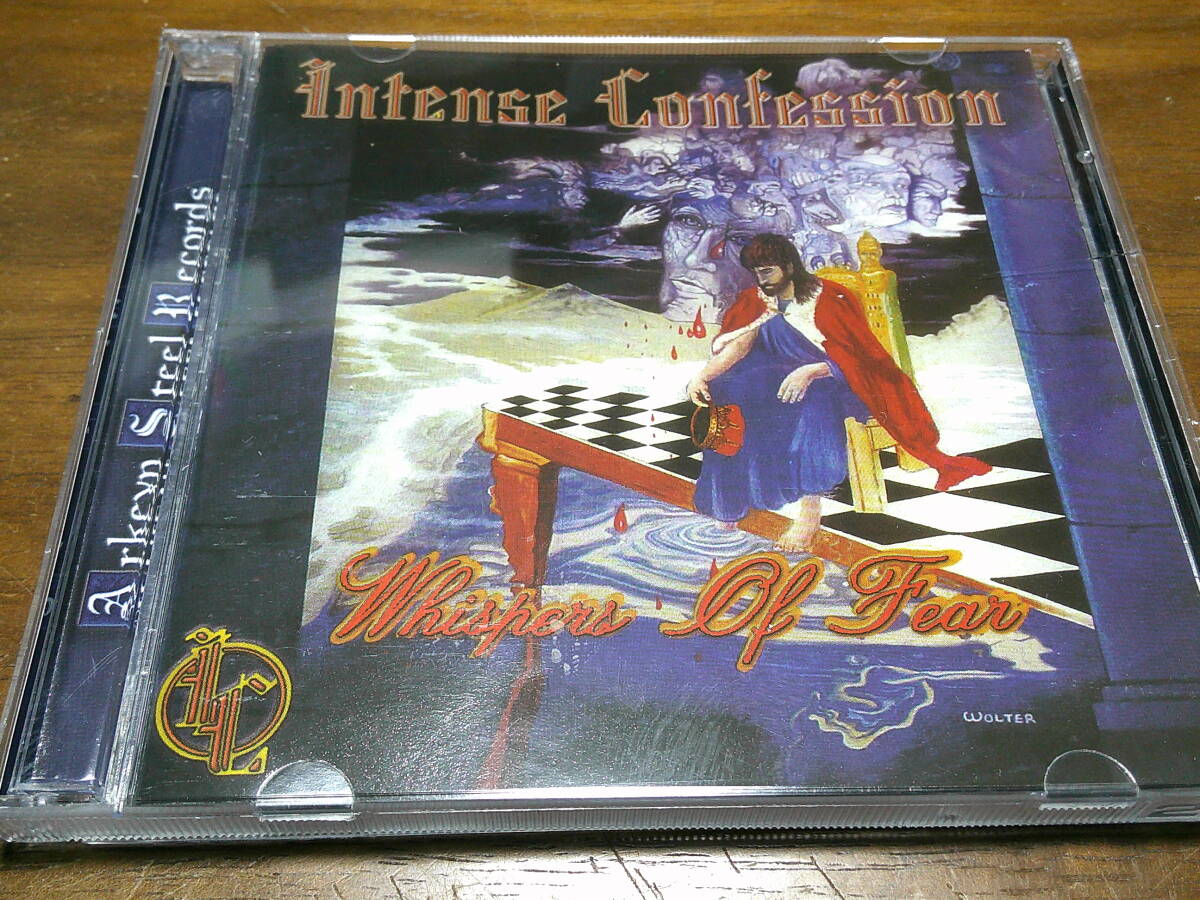 Intense Confession
Arkeyn Steel Records
Whispers Of Fear
WOLTER